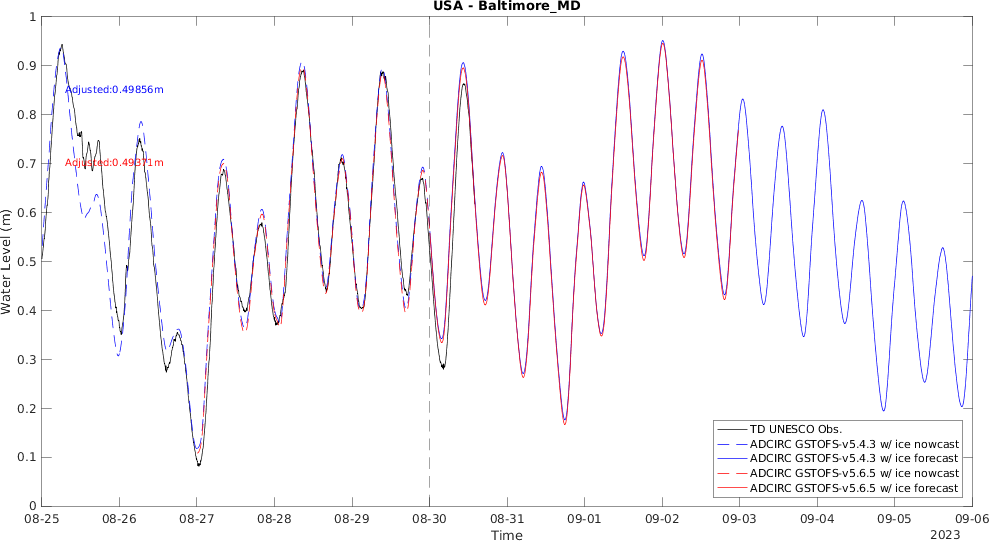 USA - Baltimore_MD
1
0.9
0.8
0.7
0.6
0.5
0.4
0.3
0.2
0.1
0
Water Level (m)
Adjusted:0.49856m
Adjusted:0.49371m
TD UNESCO Obs.
ADCIRC GSTOFS-v5.4.3 w/ ice nowcast
ADCIRC GSTOFS-v5.4.3 w/ ice forecast
ADCIRC GSTOFS-v5.6.5 w/ ice nowcast
ADCIRC GSTOFS-v5.6.5 w/ ice forecast
08-25 08-26 08-27 08-28 08-29 08-30 08-31 09-01 09-02 09-03 09-04 09-05 09-06
Time
2023